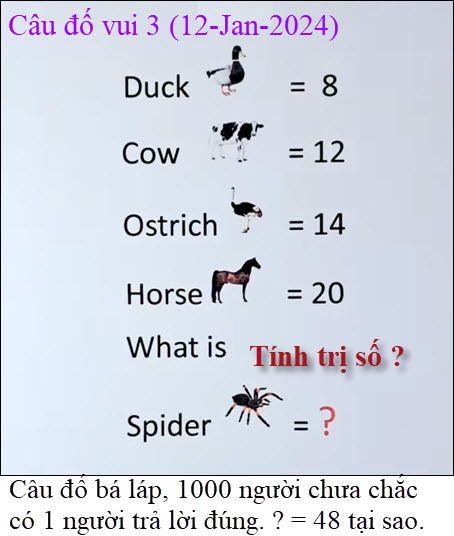 Câu đố vui 3 (12-Jan-2024)
Duck = 8
Cow = 12
Ostrich = 14
Horse = 20
What is Tính trị số ?
Spider = ?
Câu đố bá láp, 1000 người chưa chắc
có 1 người trả lời đúng. ? = 48 tại sao.